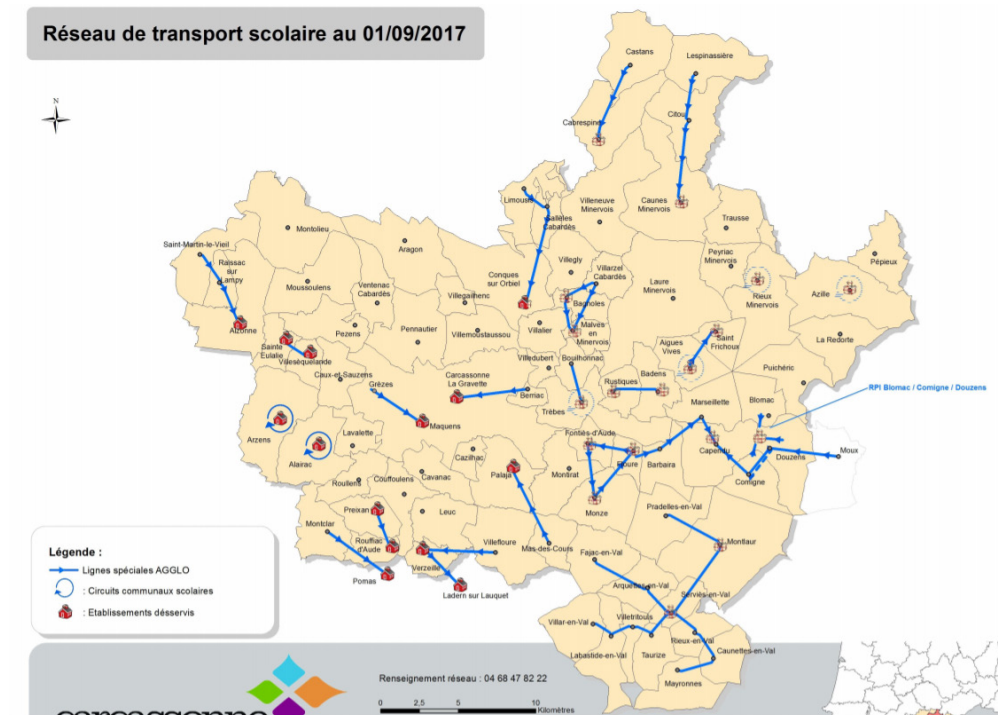 Réseau de transport scolaire au 01/09/2017
N
Castans
Lespinassière
Citou
Cabrespine
Limousis
Salleles
Cabardès
Villeneuve
Minervois
Caunes
Minervois
Trausse
Montolieu
Saint-Martin-le-Vieil
Aragon
Raissac
sur
Lampy
Peyriac
Minervois
Pépieux
Villegly
Conques
sur Orbiel
Villarzel
Cabardès
Moussoulens
Ventenac
Cabardès
Laure
Minervois
Rieux
Minervois
Azille
Villegailhenc
Bagnoles
Alzonne
Pezens
Pennautier
Villemoustaussou
Villalier
Malves
en
Minervois
Saint
Frichoux
La Redorte
Aigues
Vives
Sainte
Eulalie
Villesèquelande
Villedubert
Bouilhonnac
Puichéric
Caux-et-Sauzens
Grèzes
Carcassonne
La Gravette
Badens
Rustiques
RPI Blomac / Comigne / Douzens
Berriac
Marseillette
Blomac
Trèbes
Maquens
Arzens
Lavalette
Fontiès-d'Aude
Capendu
Alairac
Cazilhac
Floure
Barbaira
Douzens
Moux
Palaja
Montirat
Roullens
Couffoulens
Cavanac
Comigne
Monze
Preixan
Leuc
Pradelles-en-Val
Montclar
Rouffiac
d'Aude
Villefloure
Mas-des-Cours
Montlaur
Verzeille
Fajac-en-Val
Pomas
Ladern sur Lauquet
Arquettes-en-Val
Serviès-en-Val
Villar-en-Val
Villetritouls
Rieux-en-Val
Labastide-en-Val
Taurize
Caunettes-en-Val
Mayronnes
Légende :
Lignes spéciales AGGLO
: Circuits communaux scolaires
: Etablissements désservis
Renseignement réseau : 04 68 47 82 22
0 2,5 5 10
Kilomètres
carcassonne